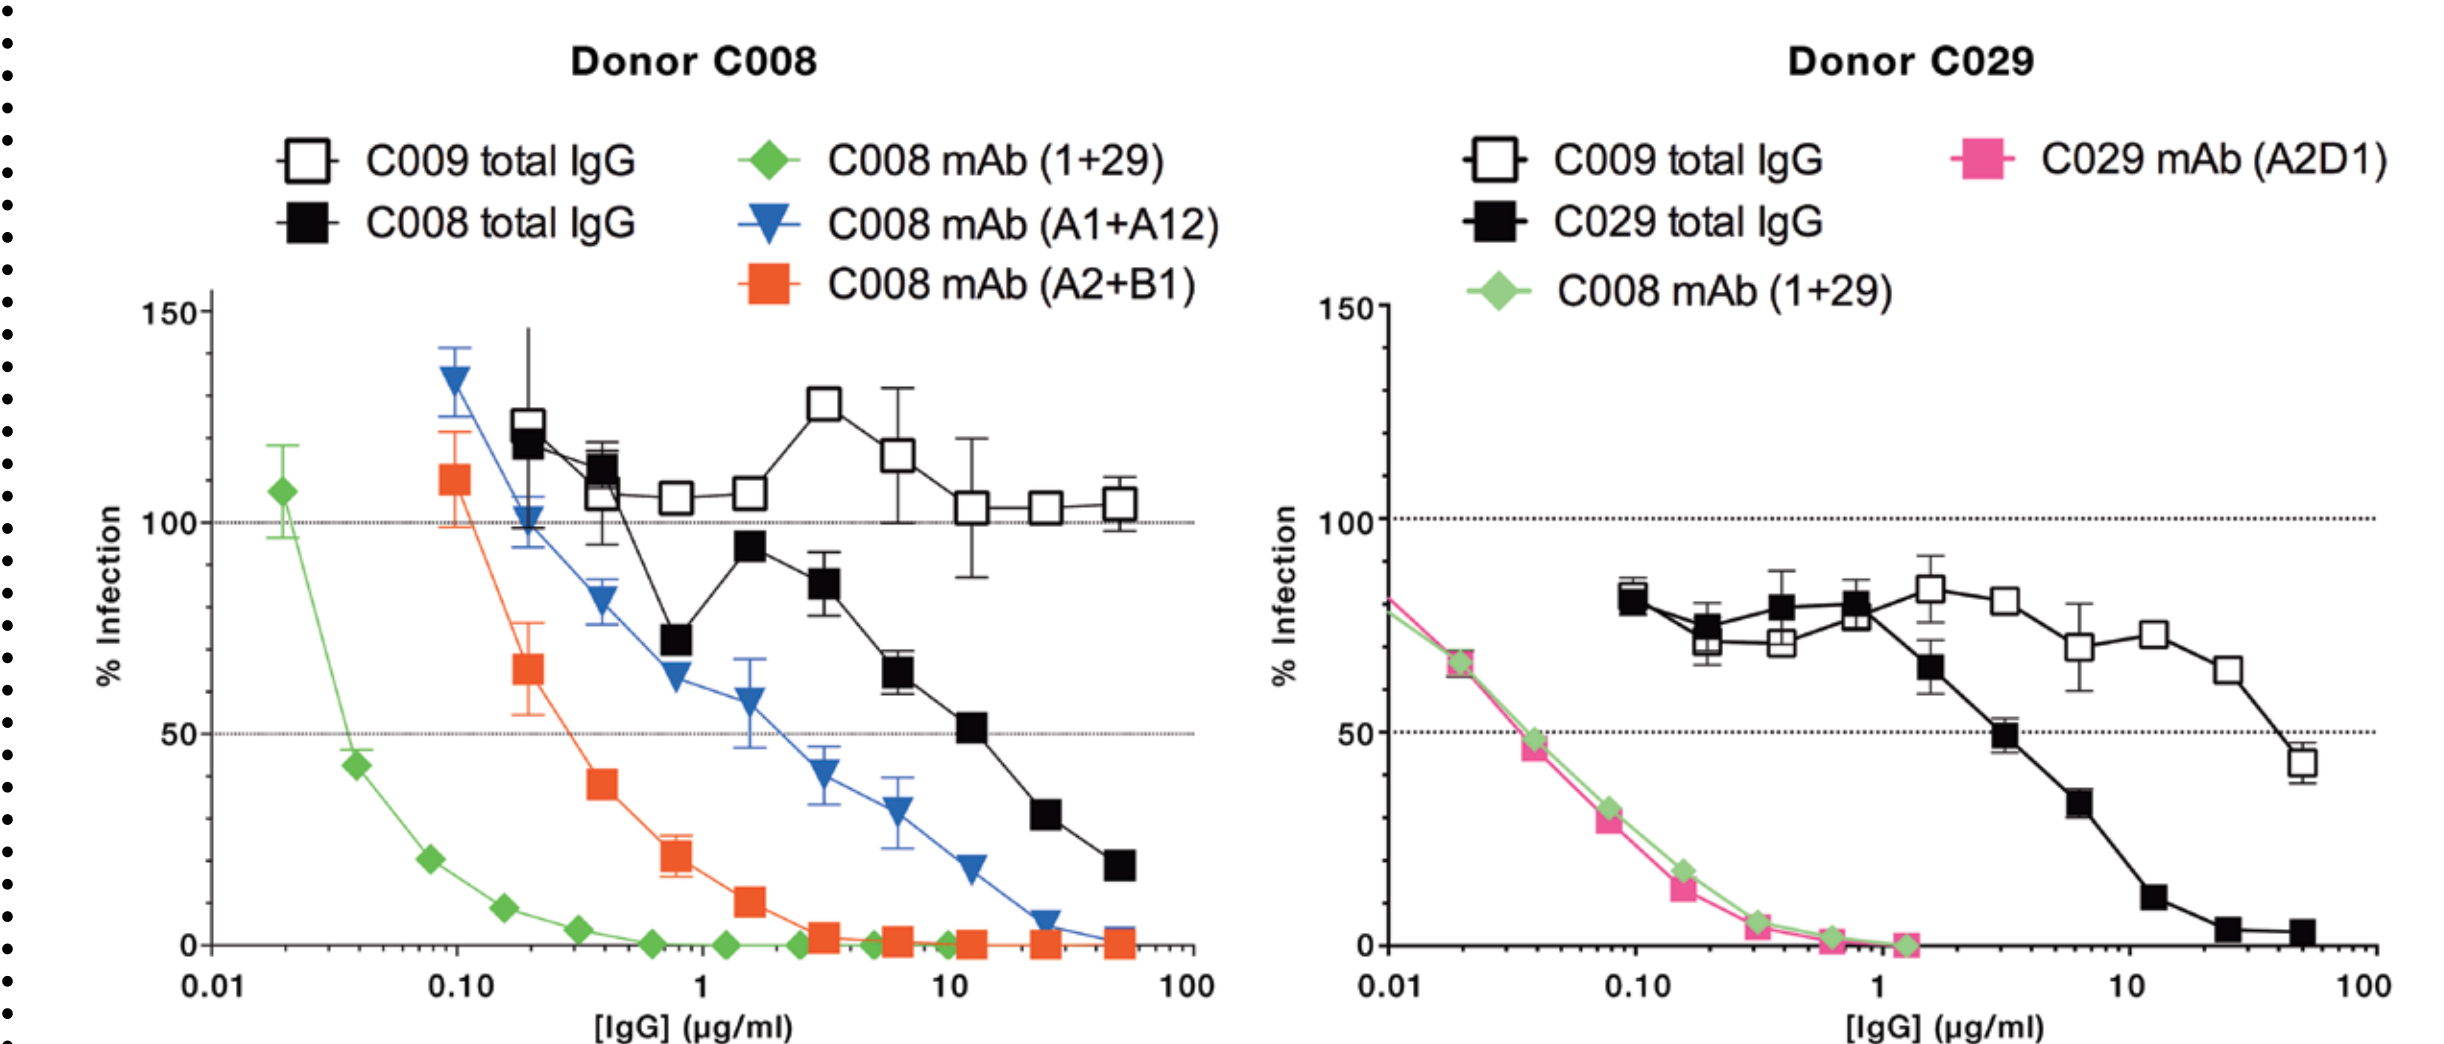 Donor C008
C009 total IgG
C008 total IgG
C008 mAb (1+29)
C008 mAb (A1+A12)
C008 mAb (A2+B1)
150
100
50
0
% Infection
0.01
0.10
1
10
100
[IgG] (µg/ml)
Donor C029
C009 total IgG
C029 total IgG
C008 mAb (1+29)
C029 mAb (A2D1)
150
100
50
0
% Infection
0.01
0.10
1
10
100
[IgG] (µg/ml)